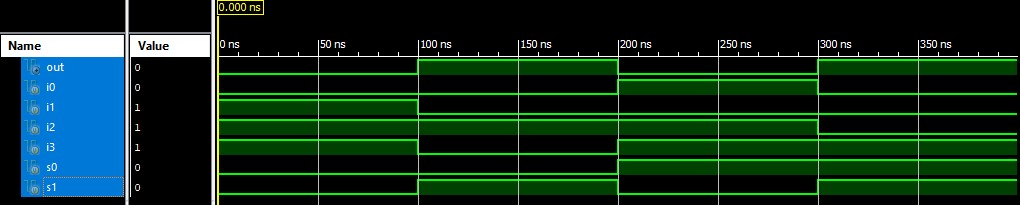 0.000 ns
Name Value
0 ns 50 ns 100 ns 150 ns 200 ns 250 ns 300 ns 350 ns
out 0
i0 0
i1 1
i2 1
i3 1
s0 0
s1 0